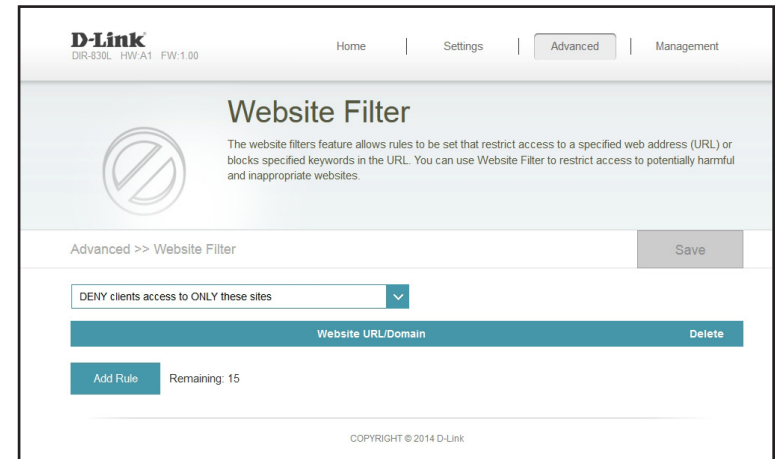 D-Link
DIR-830L HW:A1 FW:1.00
Home Settings Advanced Management
Website Filter
The website filters feature allows rules to be set that restrict access to a specified web address (URL) or
blocks specified keywords in the URL. You can use Website Filter to restrict access to potentially harmful
and inappropriate websites.
Advanced >> Website Filter Save
DENY clients access to ONLY these sites
Website URL/Domain Delete
Add Rule Remaining: 15
COPYRIGHT © 2014 D-Link